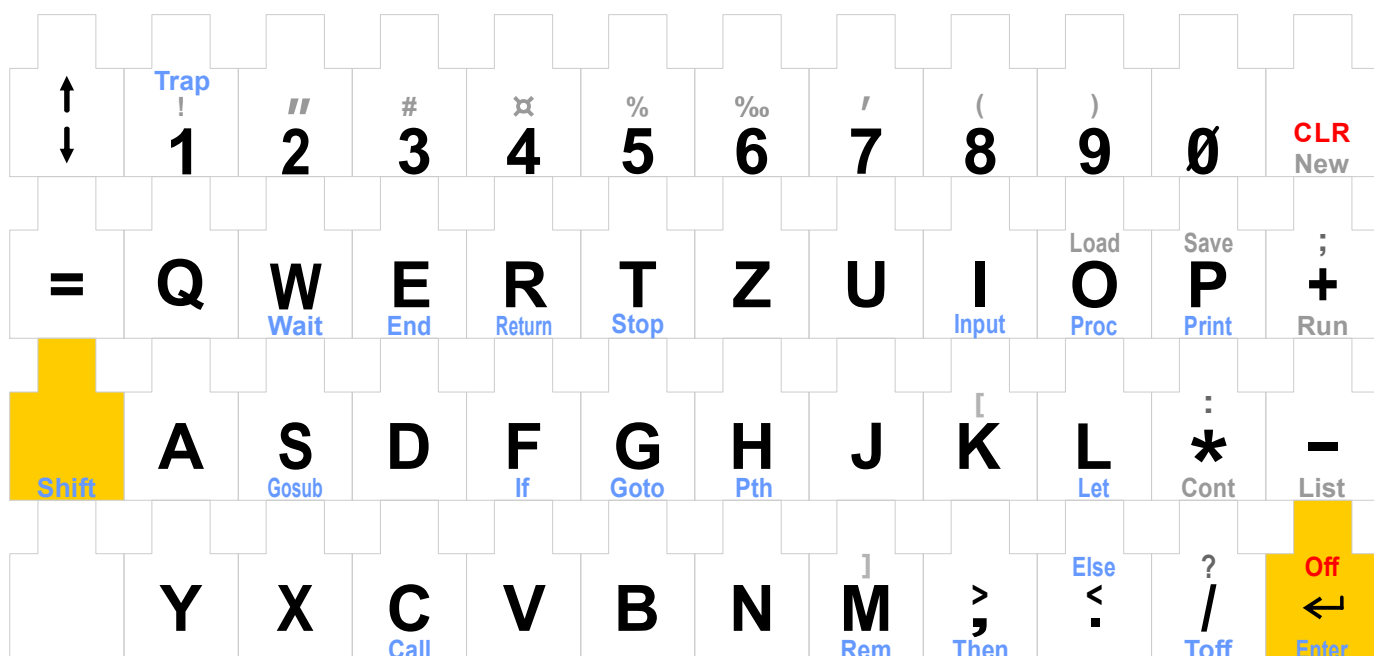 Trap
! " # ¤ % ‰ ' ( )
↑ ↓ 1 2 3 4 5 6 7 8 9 Ø CLR
New
Load Save ;
= Q W E R T Z U I O P +
Wait End Return Stop Input Proc Print Run
[ :
A S D F G H J K L * -
Shift Gosub If Goto Pth Let Cont List
] > Else < ? Off
Y X C V B N M , . / ↵
Call Rem Then Toff Enter